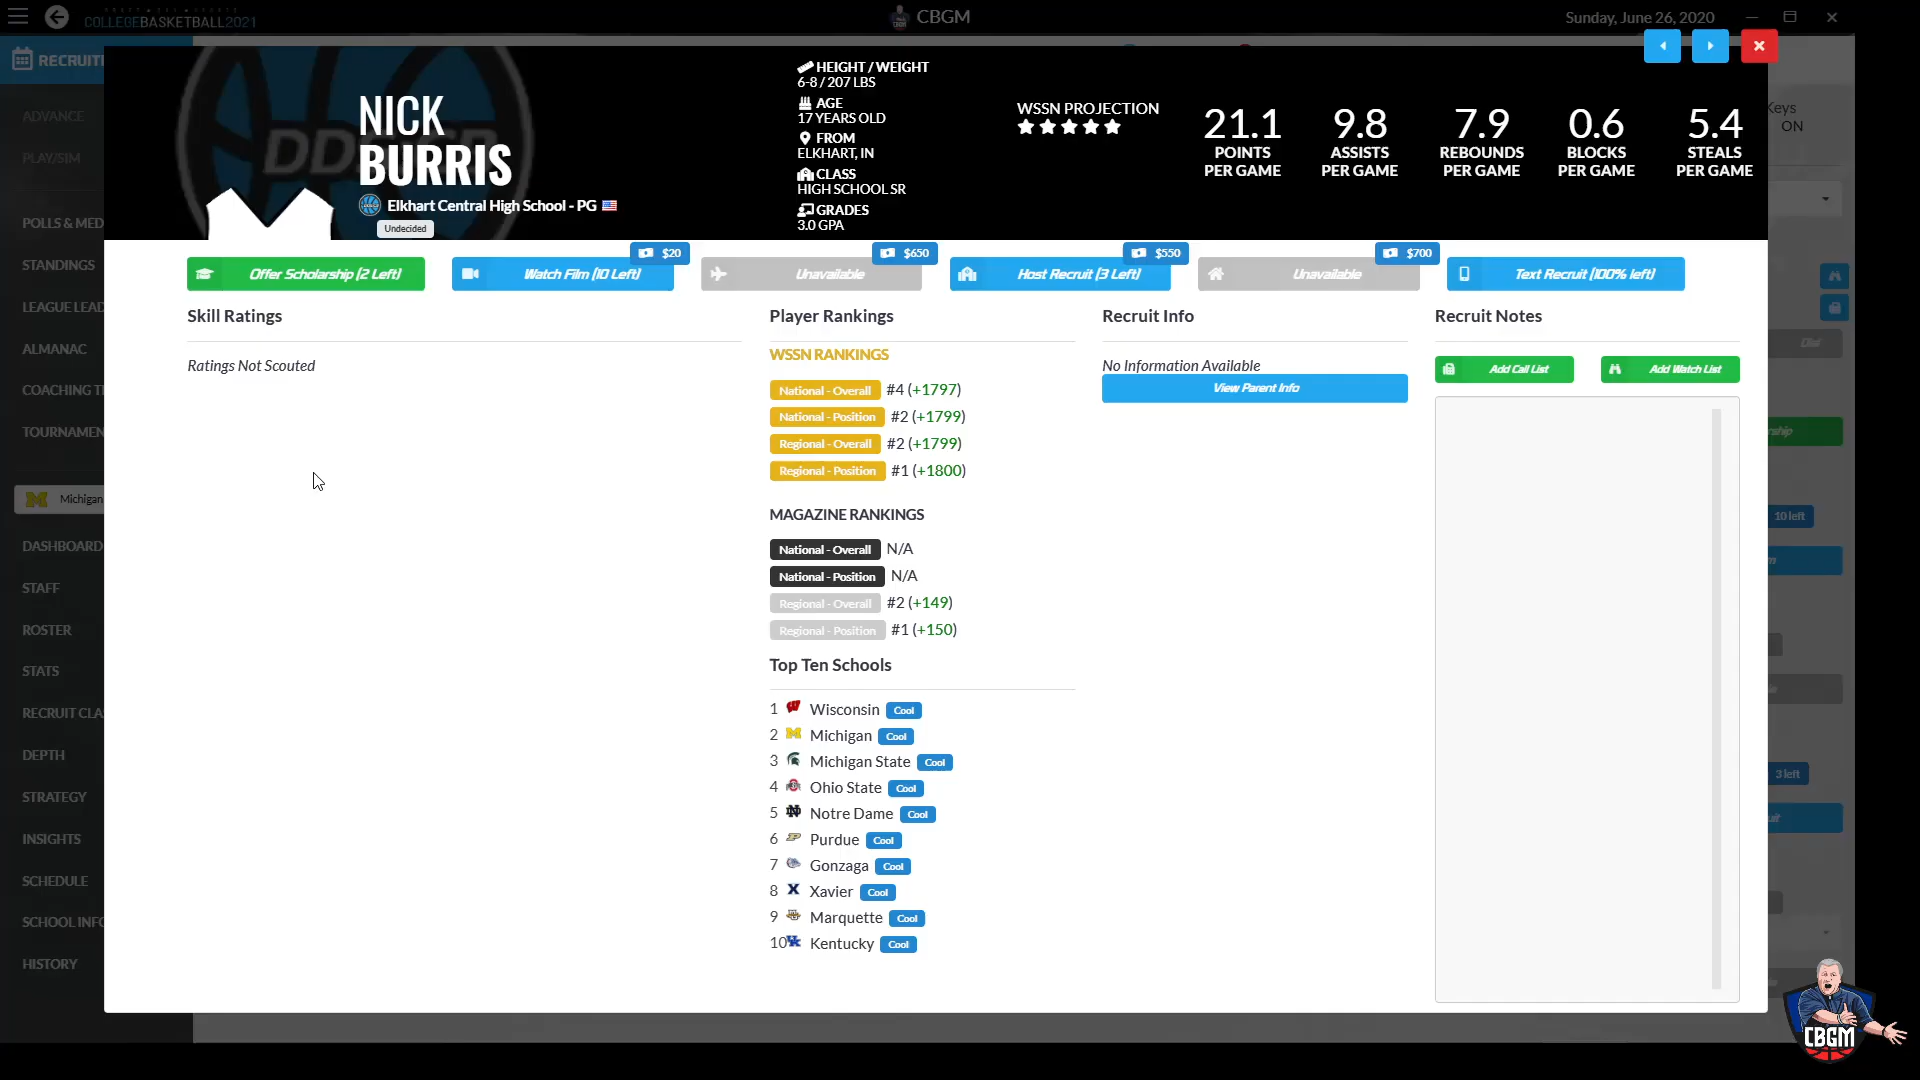 COLLEGEBASKETBALL2021
CBGM
Sunday, June 26, 2020
RECRUITI
ADVANCE
PLAY/SIM
POLLS & MED
STANDINGS
LEAGUE LEAD
ALMANAC
COACHING T
TOURNAMEN
Michigan
DASHBOARD
STAFF
ROSTER
STATS
RECRUIT CLA
DEPTH
STRATEGY
INSIGHTS
SCHEDULE
SCHOOL INFO
HISTORY
NICK
BURRIS
Elkhart Central High School - PG
Undecided
HEIGHT / WEIGHT
6-8 / 207 LBS
AGE
17 YEARS OLD
FROM
ELKHART, IN
CLASS
HIGH SCHOOL SR
GRADES
3.0 GPA
WSSN PROJECTION
21.1
POINTS
PER GAME
9.8
ASSISTS
PER GAME
7.9
REBOUNDS
PER GAME
0.6
BLOCKS
PER GAME
5.4
STEALS
PER GAME
Keys
ON
Offer Scholarship (2 Left)
$20
Watch Film (10 Left)
$650
Unavailable
$550
Host Recruit (3 Left)
$700
Unavailable
Text Recruit (100% left)
Skill Ratings
Ratings Not Scouted
Player Rankings
WSSN RANKINGS
National - Overall #4 (+1797)
National - Position #2 (+1799)
Regional - Overall #2 (+1799)
Regional - Position #1 (+1800)
MAGAZINE RANKINGS
National - Overall N/A
National - Position N/A
Regional - Overall #2 (+149)
Regional - Position #1 (+150)
Top Ten Schools
1 Wisconsin Cool
2 Michigan Cool
3 Michigan State Cool
4 Ohio State Cool
5 Notre Dame Cool
6 Purdue Cool
7 Gonzaga Cool
8 Xavier Cool
9 Marquette Cool
10 Kentucky Cool
Recruit Info
No Information Available
View Parent Info
Recruit Notes
Add Call List
Add Watch List
Dial
10 left
3 left
CBGM